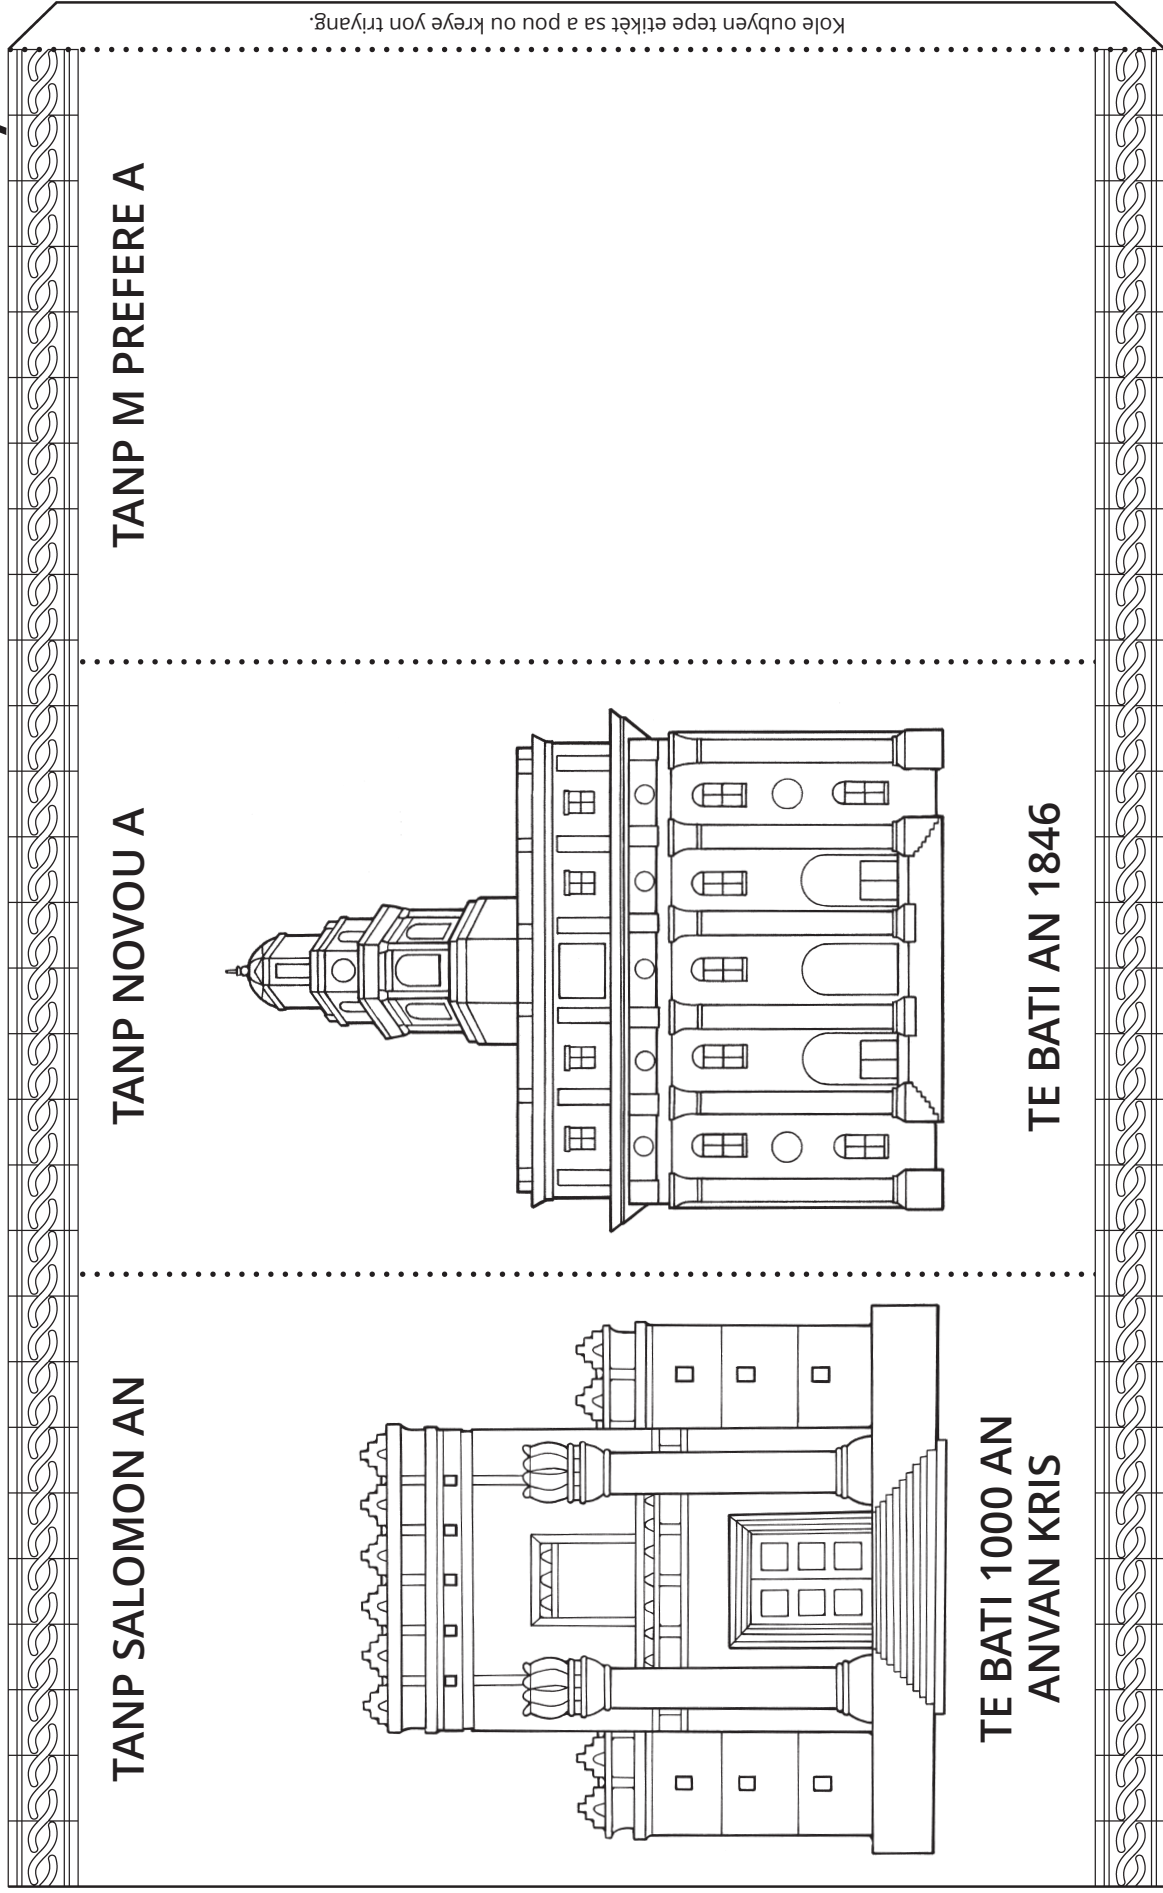 TANP SALOMON AN
TE BATI 1000 AN
ANVAN KRIS
TANP NOVOU A
TE BATI AN 1846
TANP M PREFERE A
Kole oubyen tepe etikèt sa a pou ou kreye yon triyang.